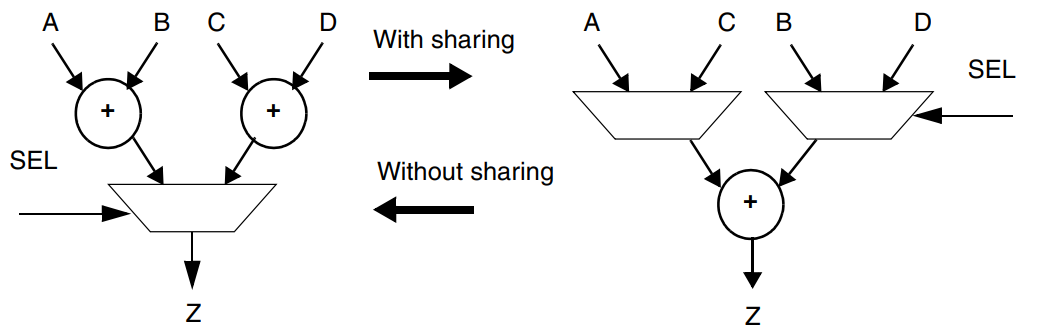 A B C D
With sharing
A C B D
SEL
+ +
SEL
Without sharing
+
Z
Z